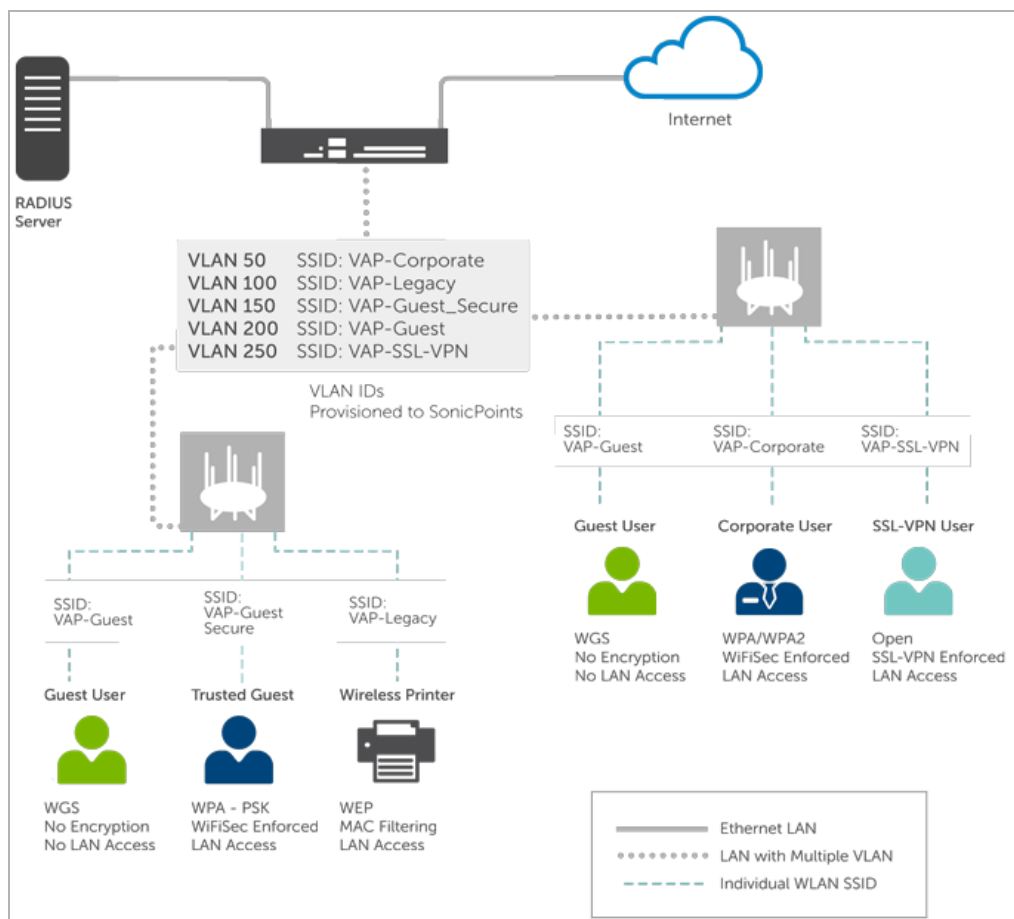 Internet
RADIUS
Server
VLAN 50 SSID: VAP-Corporate
VLAN 100 SSID: VAP-Legacy
VLAN 150 SSID: VAP-Guest_Secure
VLAN 200 SSID: VAP-Guest
VLAN 250 SSID: VAP-SSL-VPN
VLAN IDs
Provisioned to SonicPoints
SSID:
VAP-Guest
SSID:
VAP-Corporate
SSID:
VAP-SSL-VPN
Guest User
WGS
No Encryption
No LAN Access
Corporate User
WPA/WPA2
WiFiSec Enforced
LAN Access
SSL-VPN User
Open
SSL-VPN Enforced
LAN Access
SSID:
VAP-Guest
SSID:
VAP-Guest
Secure
SSID:
VAP-Legacy
Guest User
WGS
No Encryption
No LAN Access
Trusted Guest
WPA - PSK
WiFiSec Enforced
LAN Access
Wireless Printer
WEP
MAC Filtering
LAN Access
Ethernet LAN
LAN with Multiple VLAN
Individual WLAN SSID